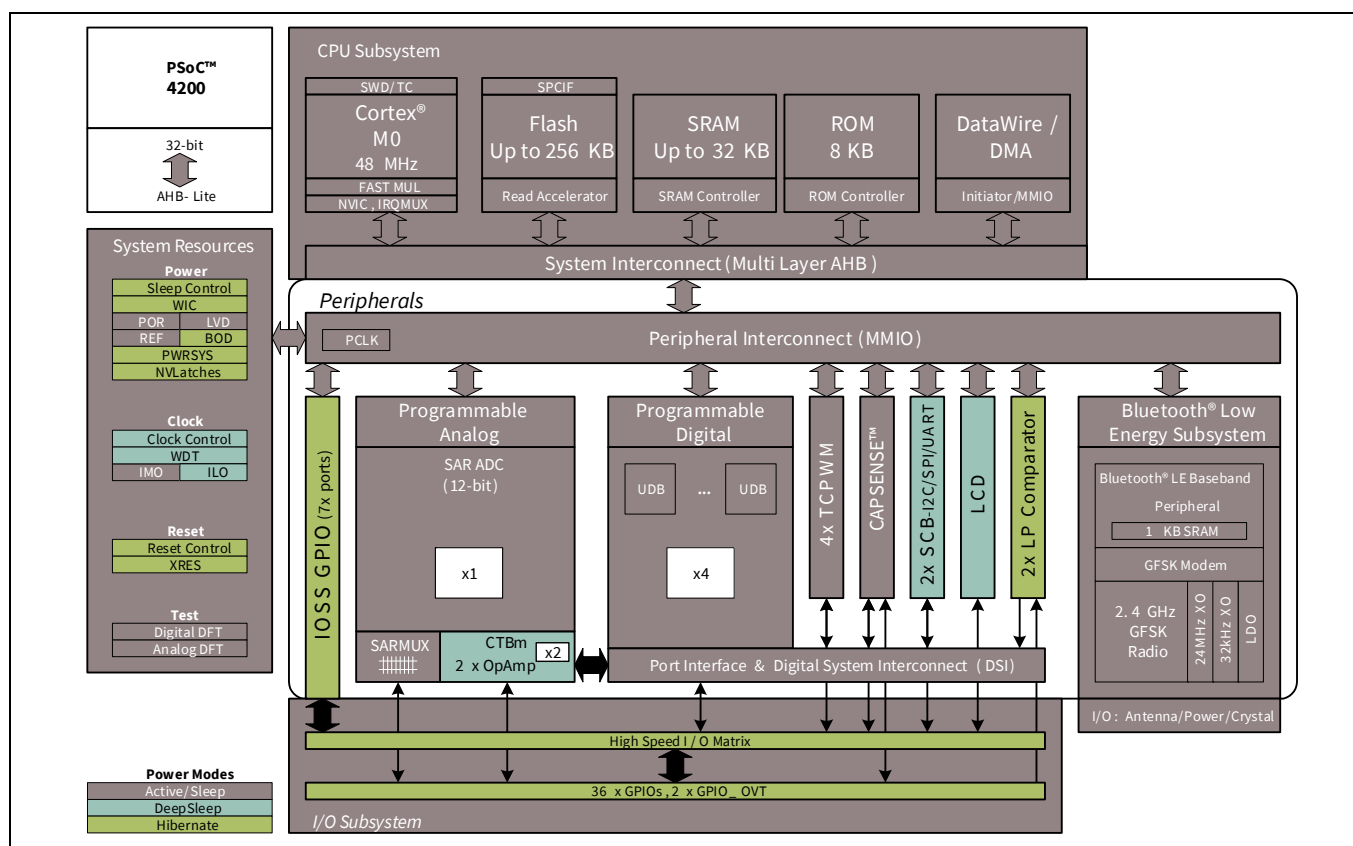 PSoC™
4200
32-bit
AHB- Lite
CPU Subsystem
SWD/ TC
Cortex®
M0
48 MHz
FAST MUL
NVIC , IRQMUX
SPCIF
Flash
Up to 256 KB
Read Accelerator
SRAM
Up to 32 KB
SRAM Controller
ROM
8 KB
ROM Controller
DataWire /
DMA
Initiator/MMIO
System Interconnect (Multi Layer AHB )
System Resources
Power
Sleep Control
WIC
POR LVD
REF BOD
PWRSYS
NVLatches
Clock
Clock Control
WDT
IMO ILO
Reset
Reset Control
XRES
Test
Digital DFT
Analog DFT
Power Modes
Active/Sleep
DeepSleep
Hibernate
Peripherals
PCLK
Peripheral Interconnect (MMIO)
IOSS GPIO (7x ports)
Programmable
Analog
SAR ADC
(12-bit)
x1
SARMUX
CTBm
2 x OpAmp
x2
Programmable
Digital
UDB ... UDB
x4
Port Interface & Digital System Interconnect ( DSI)
4x TCPWM
CAPSENSE™
2x SCB-I2C/SPI/UART
LCD
2x LP Comparator
Bluetooth® Low
Energy Subsystem
Bluetooth® LE Baseband
Peripheral
1 KB SRAM
GFSK Modem
2. 4 GHz
GFSK
Radio
24MHz XO
32kHz XO
LDO
I/O : Antenna/Power/Crystal
High Speed I / O Matrix
36 x GPIOs , 2 x GPIO_ OVT
I/O Subsystem